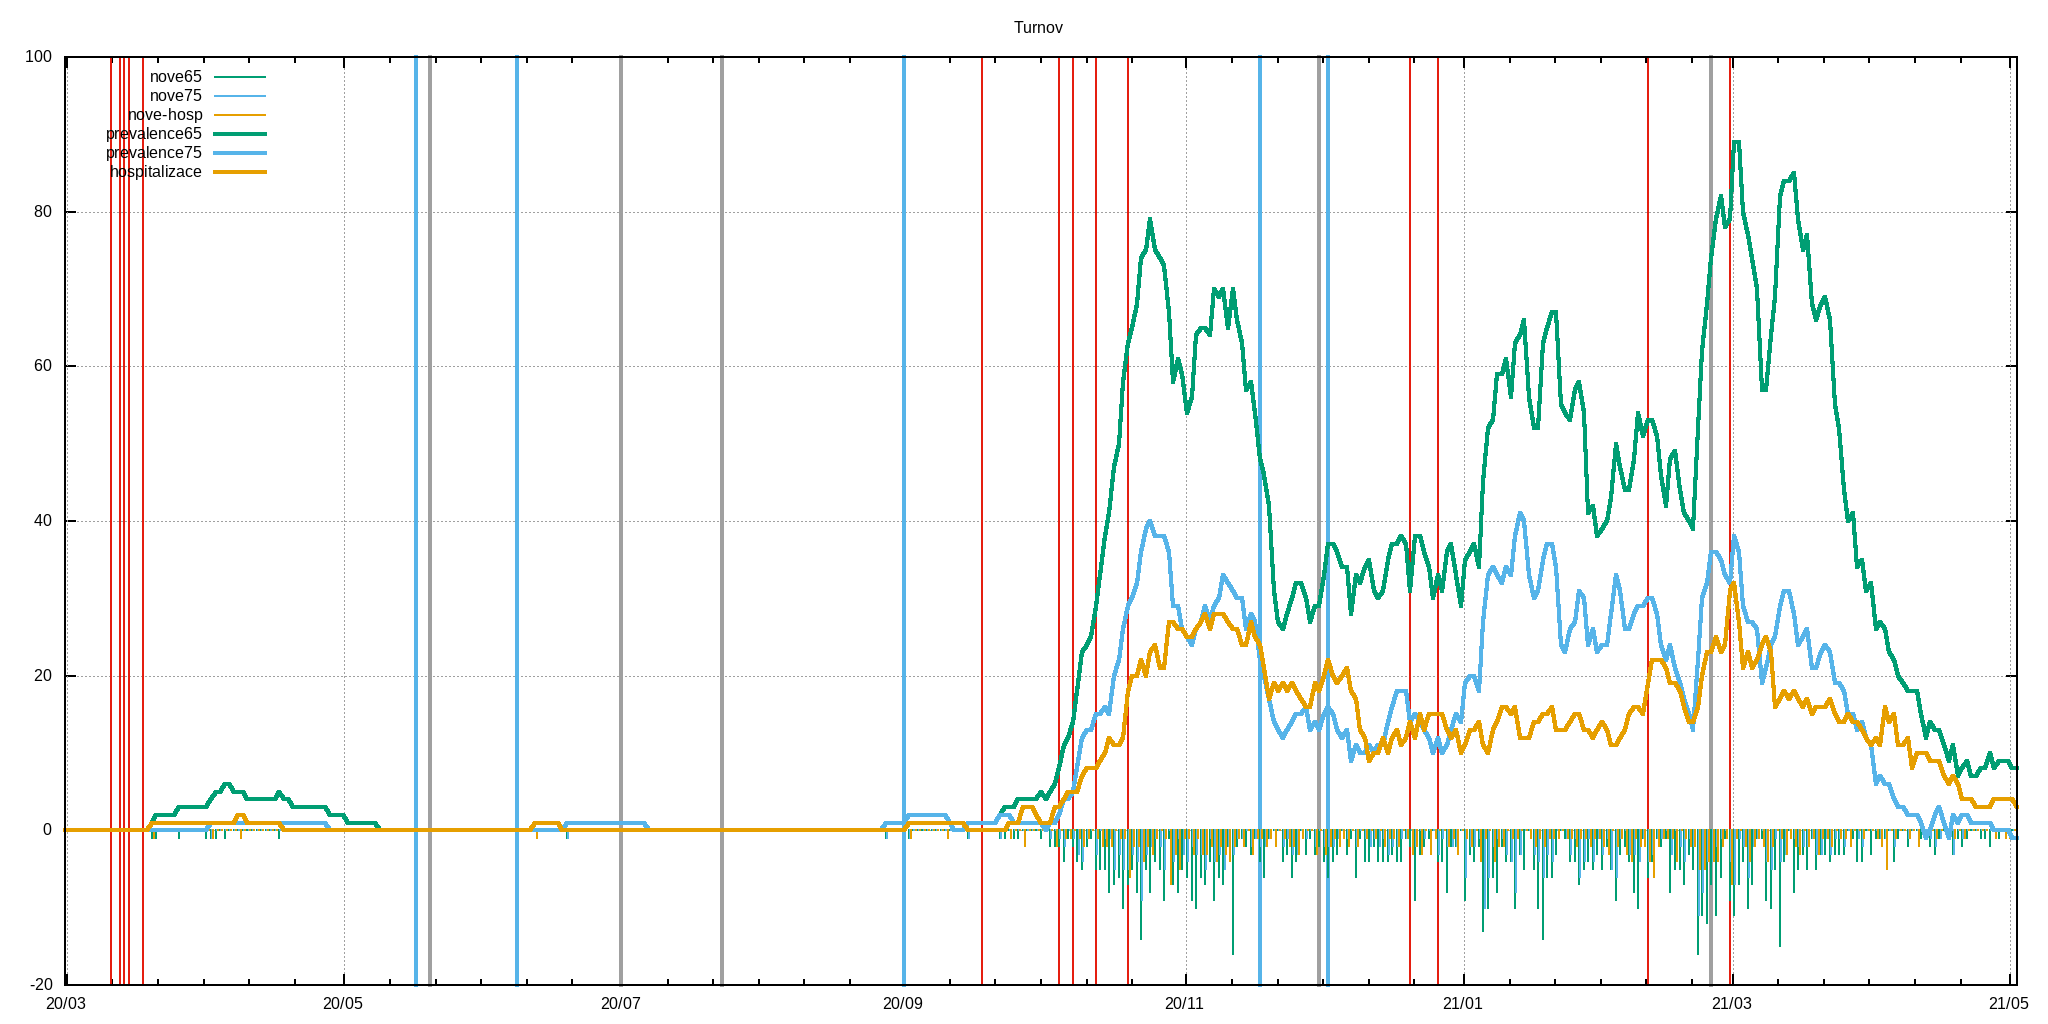 Turnov
100
80
60
40
20
0
-20
nove65
nove75
nove-hosp
prevalence65
prevalence75
hospitalizace
20/03 20/05 20/07 20/09 20/11 21/01 21/03 21/05